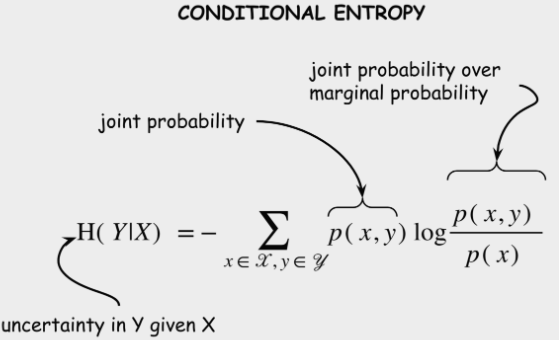 CONDITIONAL ENTROPY
joint probability over
marginal probability
joint probability
H( Y|X) = − ∑ p( x, y) log p( x, y) / p( x)
x ∈ 𝒳, y ∈ 𝒴
uncertainty in Y given X